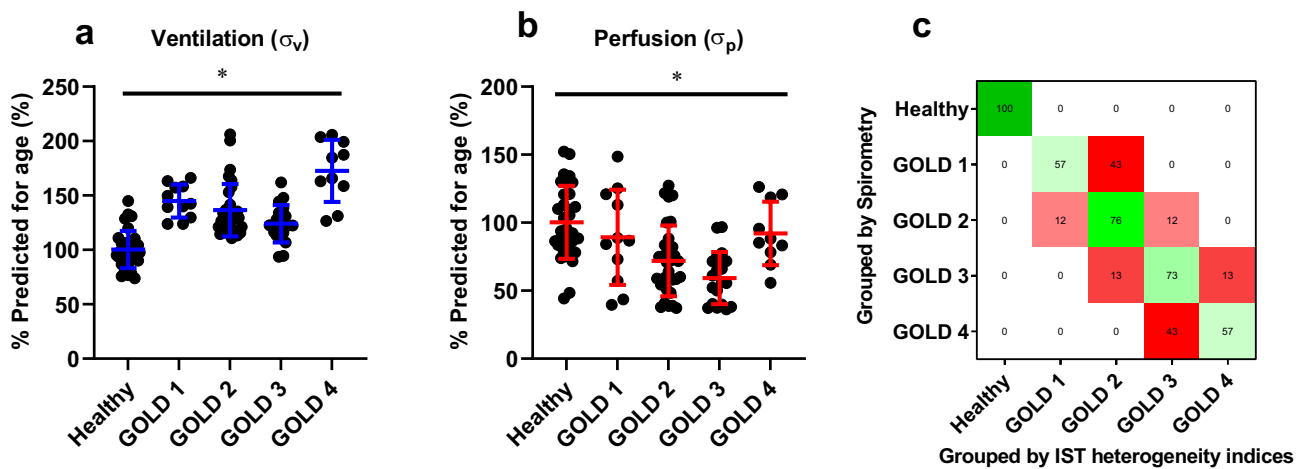 a
Ventilation (σv)
*
% Predicted for age (%)
250
200
150
100
50
0
Healthy
GOLD 1
GOLD 2
GOLD 3
GOLD 4
b
Perfusion (σp)
*
% Predicted for age (%)
200
150
100
50
0
Healthy
GOLD 1
GOLD 2
GOLD 3
GOLD 4
c
Grouped by Spirometry
Healthy 100 0 0 0 0
GOLD 1 0 57 43 0 0
GOLD 2 0 12 76 12 0
GOLD 3 0 0 13 73 13
GOLD 4 0 0 0 43 57
Healthy
GOLD 1
GOLD 2
GOLD 3
GOLD 4
Grouped by IST heterogeneity indices